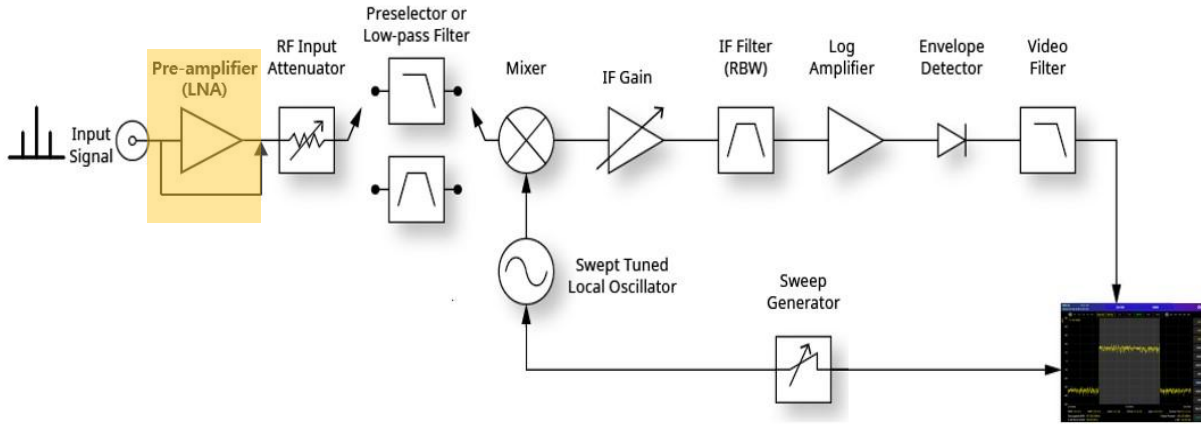 Preselector or
Low-pass Filter
Pre-amplifier
(LNA)
RF Input
Attenuator
Mixer
IF Gain
IF Filter
(RBW)
Log
Amplifier
Envelope
Detector
Video
Filter
Input
Signal
Swept Tuned
Local Oscillator
Sweep
Generator